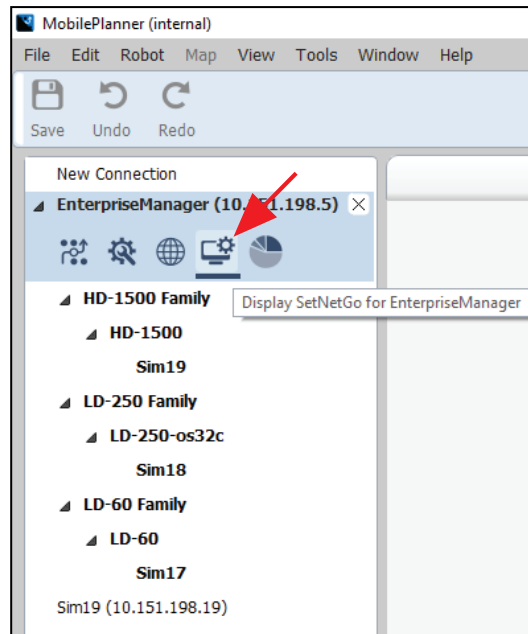 MobilePlanner (internal)
File Edit Robot Map View Tools Window Help
Save Undo Redo
New Connection
EnterpriseManager (10.151.198.5)
Display SetNetGo for EnterpriseManager
HD-1500 Family
HD-1500
Sim19
LD-250 Family
LD-250-os32c
Sim18
LD-60 Family
LD-60
Sim17
Sim19 (10.151.198.19)